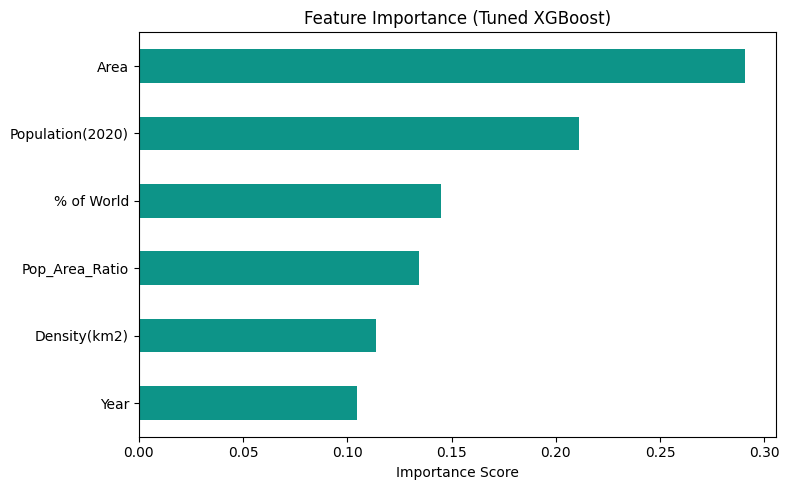 Feature Importance (Tuned XGBoost)
Area
Population(2020)
% of World
Pop_Area_Ratio
Density(km2)
Year
0.00 0.05 0.10 0.15 0.20 0.25 0.30
Importance Score